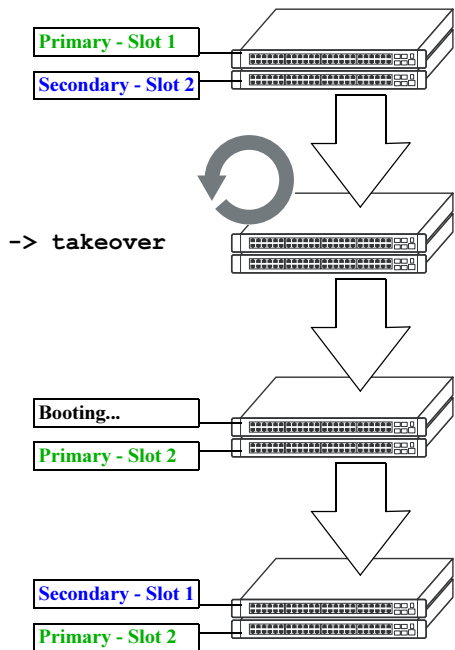 Primary - Slot 1
Secondary - Slot 2
-> takeover
Booting...
Primary - Slot 2
Secondary - Slot 1
Primary - Slot 2